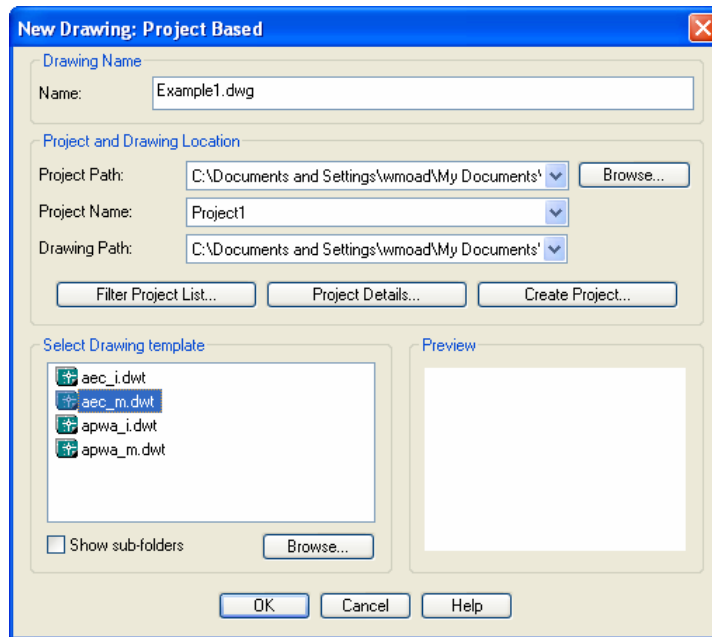 New Drawing: Project Based
Drawing Name
Name: Example1.dwg
Project and Drawing Location
Project Path: C:\Documents and Settings\wmoad\My Documents\ Browse...
Project Name: Project1
Drawing Path: C:\Documents and Settings\wmoad\My Documents\
Filter Project List... Project Details... Create Project...
Select Drawing template Preview
aec_i.dwt
aec_m.dwt
apwa_i.dwt
apwa_m.dwt
Show sub-folders Browse...
OK Cancel Help